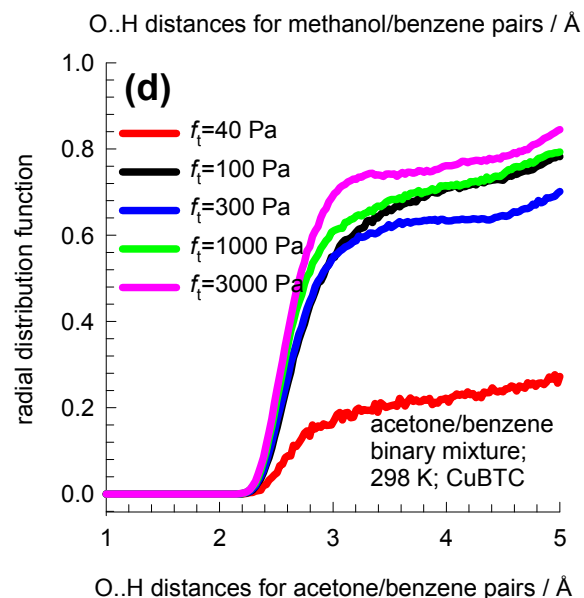 O..H distances for methanol/benzene pairs / Å
(d)
radial distribution function
1.0
0.8
0.6
0.4
0.2
0.0
fₜ=40 Pa
fₜ=100 Pa
fₜ=300 Pa
fₜ=1000 Pa
fₜ=3000 Pa
acetone/benzene
binary mixture;
298 K; CuBTC
1 2 3 4 5
O..H distances for acetone/benzene pairs / Å